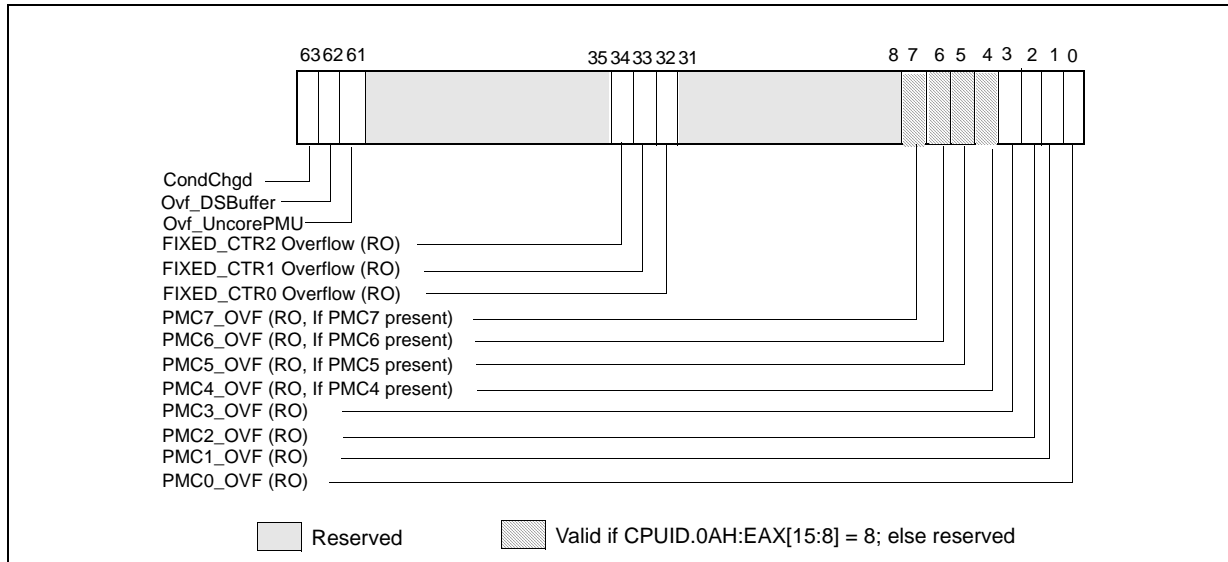 63 62 61 35 34 33 32 31 8 7 6 5 4 3 2 1 0
CondChgd
Ovf_DSBuffer
Ovf_UncorePMU
FIXED_CTR2 Overflow (RO)
FIXED_CTR1 Overflow (RO)
FIXED_CTR0 Overflow (RO)
PMC7_OVF (RO, If PMC7 present)
PMC6_OVF (RO, If PMC6 present)
PMC5_OVF (RO, If PMC5 present)
PMC4_OVF (RO, If PMC4 present)
PMC3_OVF (RO)
PMC2_OVF (RO)
PMC1_OVF (RO)
PMC0_OVF (RO)
Reserved Valid if CPUID.0AH:EAX[15:8] = 8; else reserved